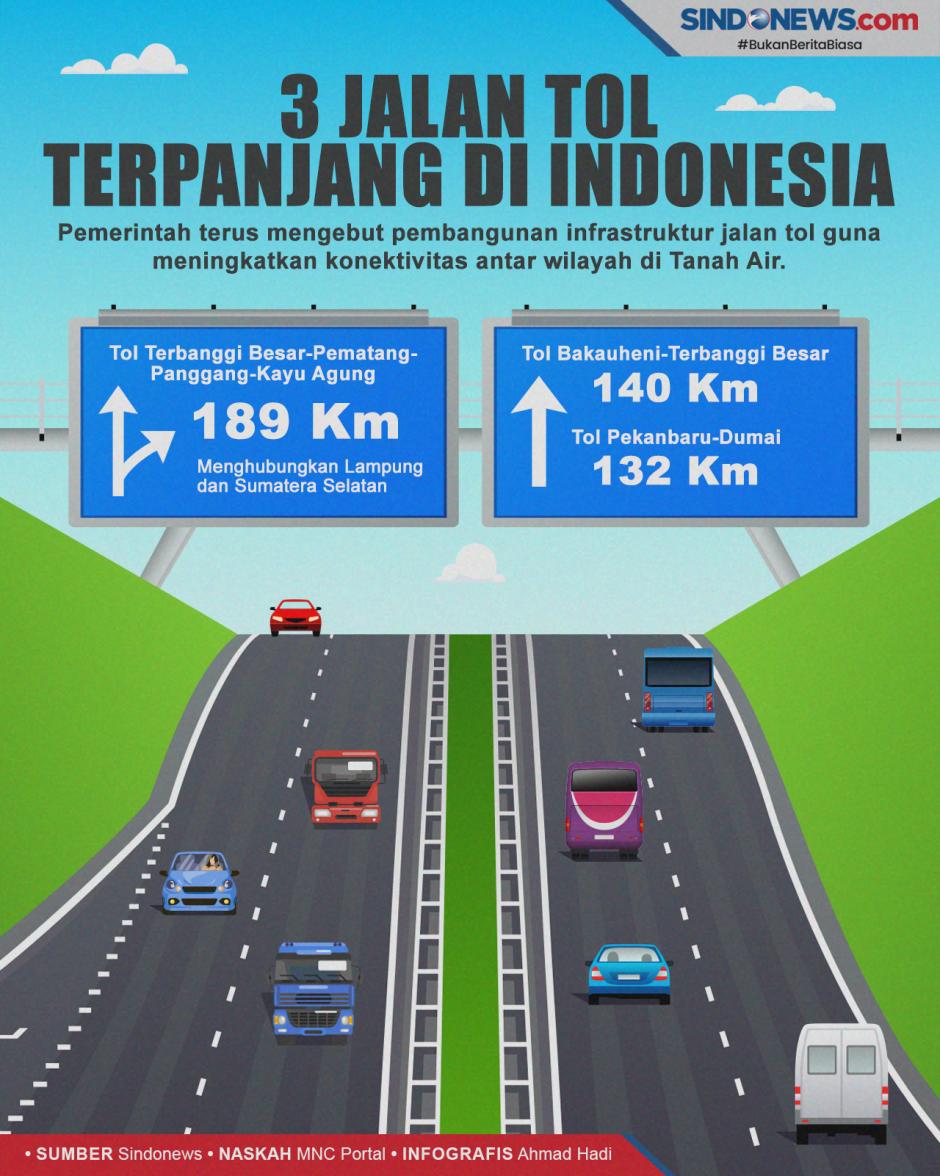 SINDONEWS.com
#BukanBeritaBiasa
3 JALAN TOL
TERPANJANG DI INDONESIA
Pemerintah terus mengebut pembangunan infrastruktur jalan tol guna
meningkatkan konektivitas antar wilayah di Tanah Air.
Tol Terbanggi Besar-Pematang-
Panggang-Kayu Agung
189 Km
Menghubungkan Lampung
dan Sumatera Selatan
Tol Bakauheni-Terbanggi Besar
140 Km
Tol Pekanbaru-Dumai
132 Km
• SUMBER Sindonews • NASKAH MNC Portal • INFOGRAFIS Ahmad Hadi